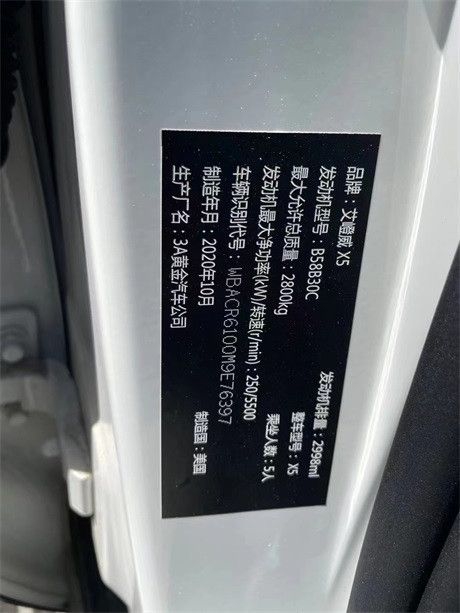 品牌：艾嶝威 X5
发动机型号：B58B30C 发动机排量：2998ml
最大允许总质量：2800kg 整车型号：X5
发动机最大净功率(kW)/转速(r/min)：250/5500 乘坐人数：5人
车辆识别代号：WBACR6100M9E76397
制造年月：2020年10月 制造国：美国
生产厂名：3A黄金汽车公司